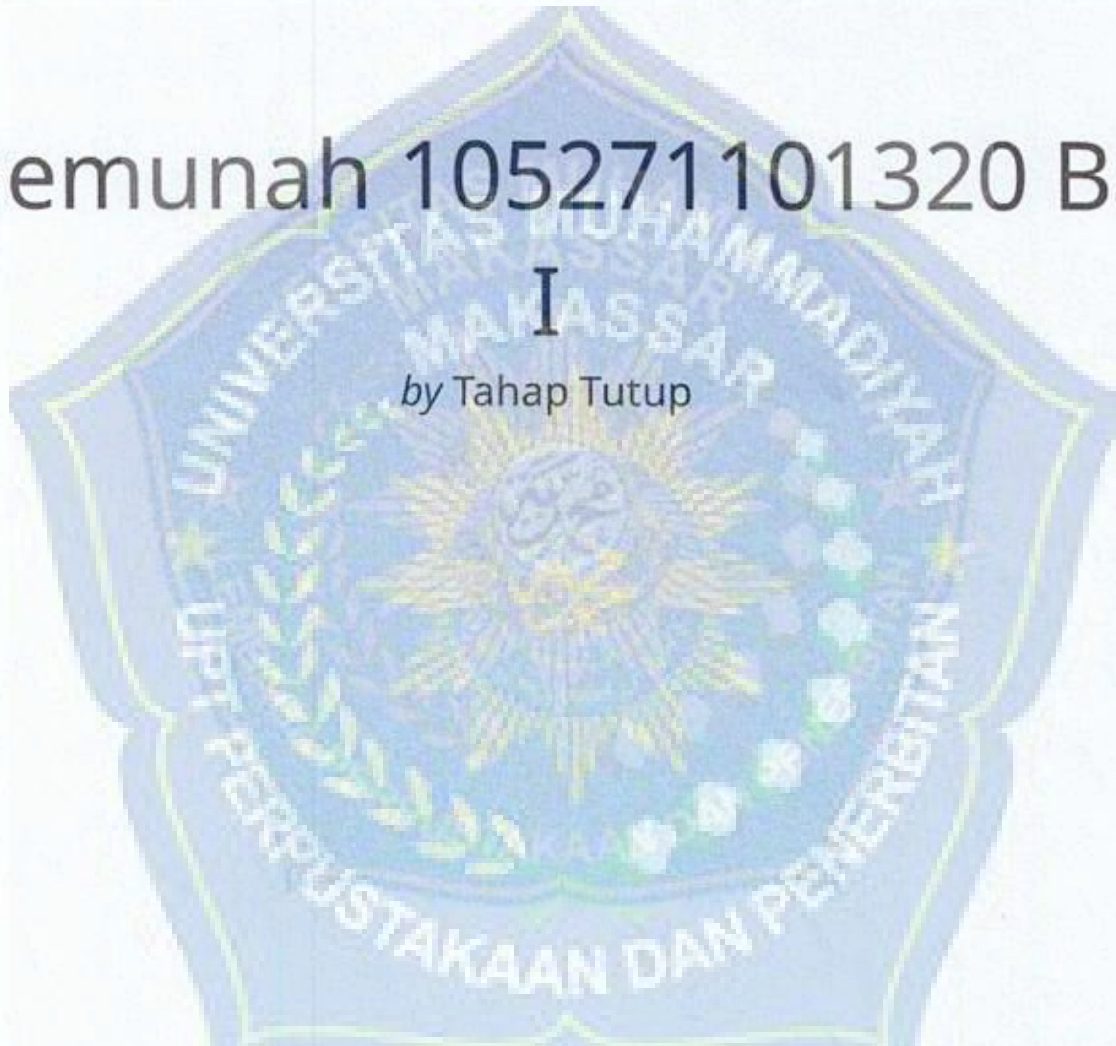 emunah 105271101320 B
I
by Tahap Tutup
UNIVERSITAS MUHAMMADIYAH
MAKASSAR
UPT PERPUSTAKAAN DAN PENERBITAN